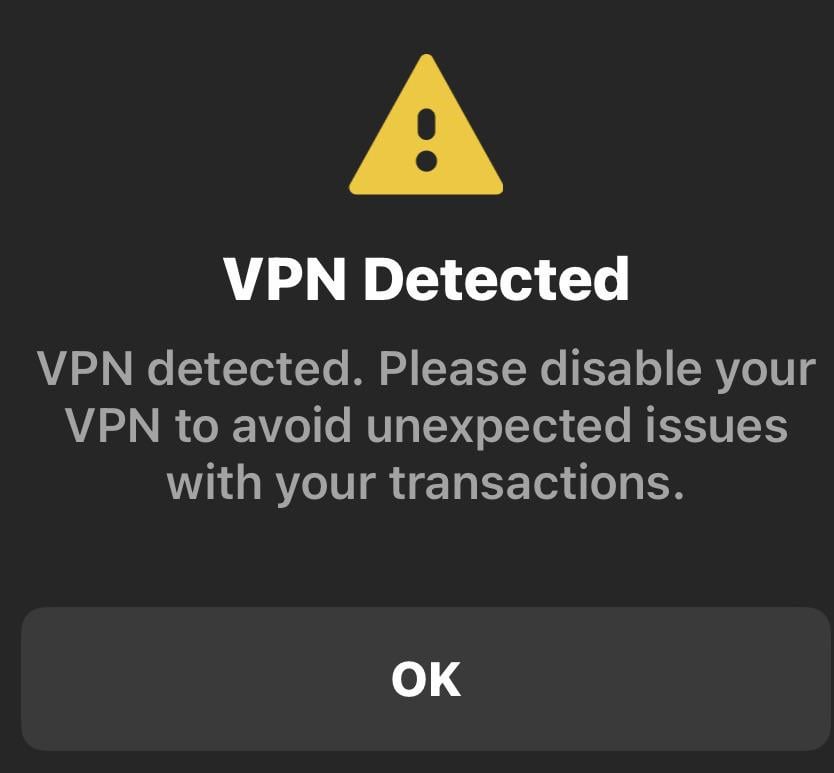 VPN Detected
VPN detected. Please disable your
VPN to avoid unexpected issues
with your transactions.
OK